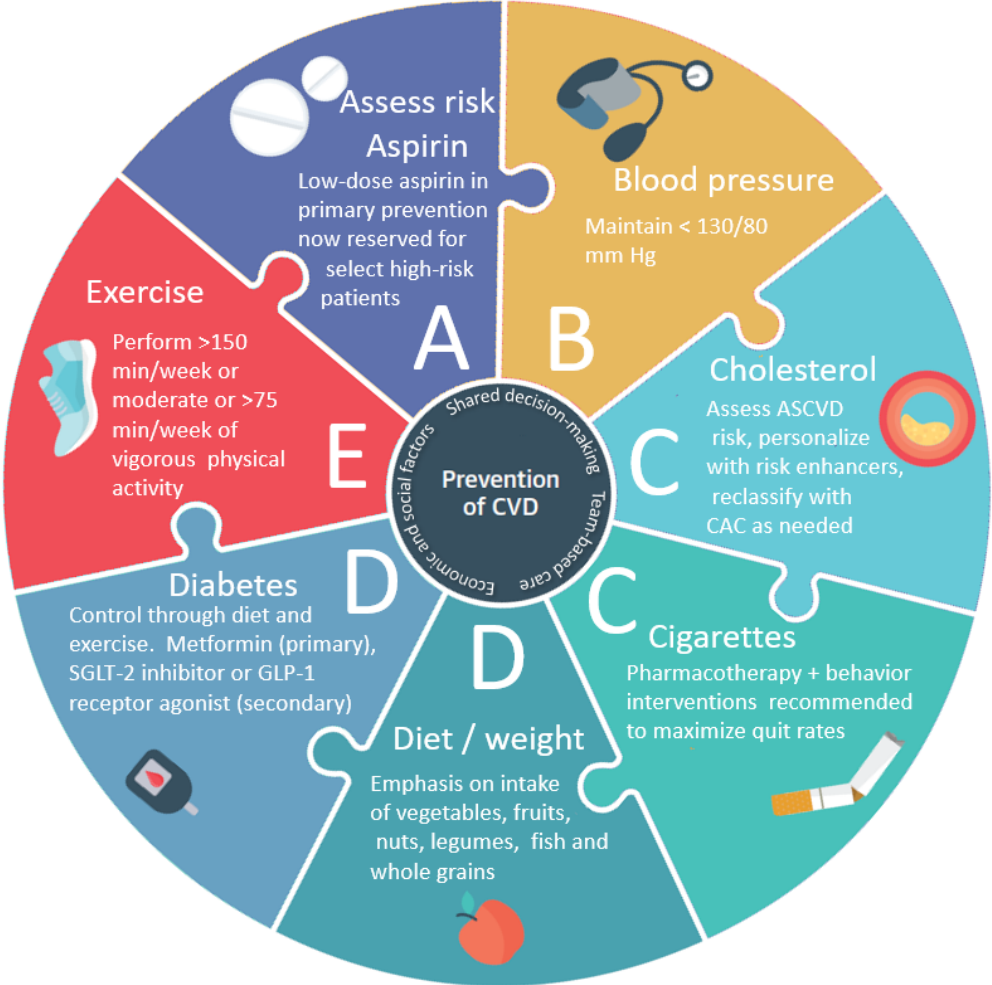 Assess risk
Aspirin
Low-dose aspirin in
primary prevention
now reserved for
select high-risk
patients
A
Blood pressure
Maintain < 130/80
mm Hg
B
Cholesterol
Assess ASCVD
risk, personalize
with risk enhancers,
reclassify with
CAC as needed
C
Cigarettes
Pharmacotherapy + behavior
interventions recommended
to maximize quit rates
C
Diet / weight
Emphasis on intake
of vegetables, fruits,
nuts, legumes, fish and
whole grains
D
Diabetes
Control through diet and
exercise. Metformin (primary),
SGLT-2 inhibitor or GLP-1
receptor agonist (secondary)
D
Exercise
Perform >150
min/week or
moderate or >75
min/week of
vigorous physical
activity
E
Shared decision-making
Team-based care
Economic and social factors
Prevention
of CVD